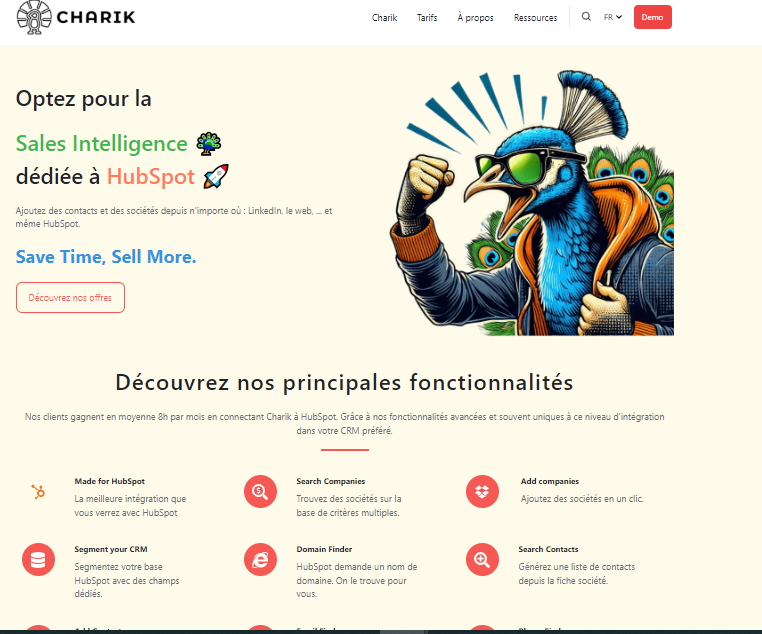 CHARIK
Charik Tarifs À propos Ressources FR Demo
Optez pour la
Sales Intelligence
dédiée à HubSpot
Ajoutez des contacts et des sociétés depuis n'importe où : LinkedIn, le web, ... et
même HubSpot.
Save Time, Sell More.
Découvrez nos offres
Découvrez nos principales fonctionnalités
Nos clients gagnent en moyenne 8h par mois en connectant Charik à HubSpot. Grâce à nos fonctionnalités avancées et souvent uniques à ce niveau d'intégration
dans votre CRM préféré.
Made for HubSpot
La meilleure intégration que
vous verrez avec HubSpot
Search Companies
Trouvez des sociétés sur la
base de critères multiples.
Add companies
Ajoutez des sociétés en un clic.
Segment your CRM
Segmentez votre base
HubSpot avec des champs
dédiés.
Domain Finder
HubSpot demande un nom de
domaine. On le trouve pour
vous.
Search Contacts
Générez une liste de contacts
depuis la fiche société.